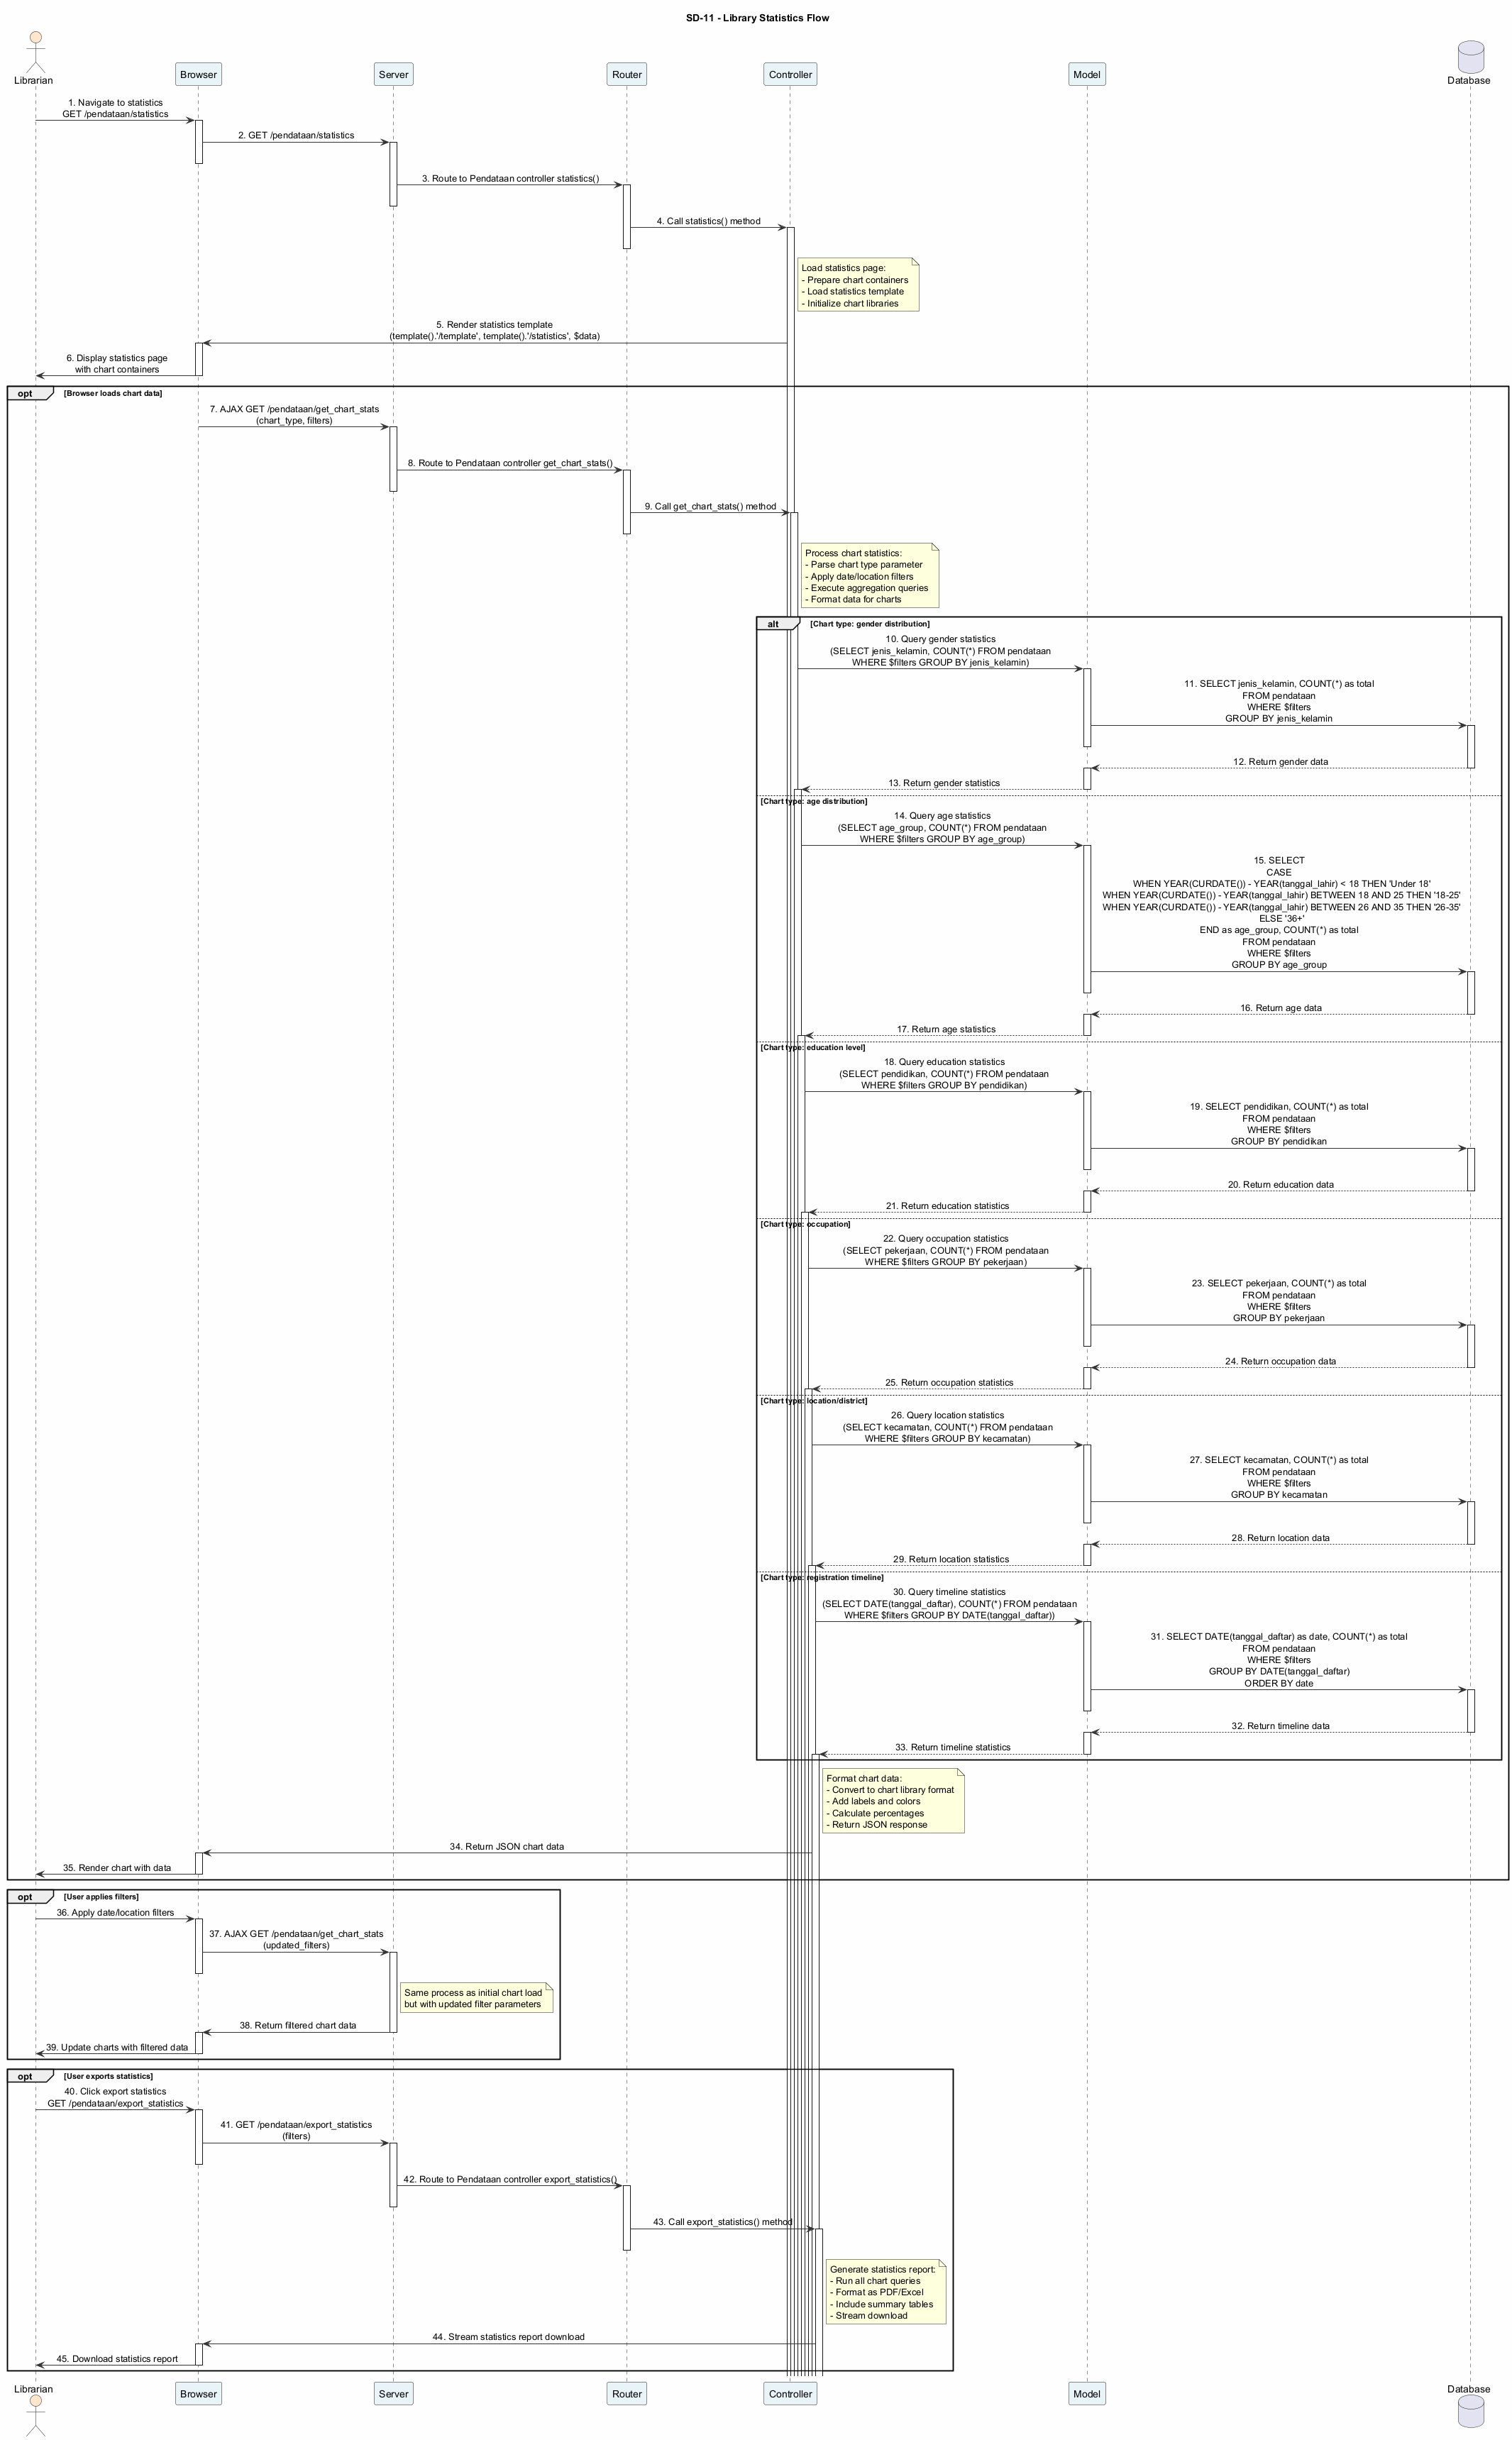 SD-11 - Library Statistics Flow
Librarian
Browser
Server
Router
Controller
Model
Database
1. Navigate to statistics
GET /pendataan/statistics
2. GET /pendataan/statistics
3. Route to Pendataan controller statistics()
4. Call statistics() method
Load statistics page:
- Prepare chart containers
- Load statistics template
- Initialize chart libraries
5. Render statistics template
(template().'/template', template().'/statistics', $data)
6. Display statistics page
with chart containers
opt [Browser loads chart data]
7. AJAX GET /pendataan/get_chart_stats
(chart_type, filters)
8. Route to Pendataan controller get_chart_stats()
9. Call get_chart_stats() method
Process chart statistics:
- Parse chart type parameter
- Apply date/location filters
- Execute aggregation queries
- Format data for charts
alt [Chart type: gender distribution]
10. Query gender statistics
(SELECT jenis_kelamin, COUNT(*) FROM pendataan
WHERE $filters GROUP BY jenis_kelamin)
11. SELECT jenis_kelamin, COUNT(*) as total
FROM pendataan
WHERE $filters
GROUP BY jenis_kelamin
12. Return gender data
13. Return gender statistics
[Chart type: age distribution]
14. Query age statistics
(SELECT age_group, COUNT(*) FROM pendataan
WHERE $filters GROUP BY age_group)
15. SELECT
CASE
WHEN YEAR(CURDATE()) - YEAR(tanggal_lahir) < 18 THEN 'Under 18'
WHEN YEAR(CURDATE()) - YEAR(tanggal_lahir) BETWEEN 18 AND 25 THEN '18-25'
WHEN YEAR(CURDATE()) - YEAR(tanggal_lahir) BETWEEN 26 AND 35 THEN '26-35'
ELSE '36+'
END as age_group, COUNT(*) as total
FROM pendataan
WHERE $filters
GROUP BY age_group
16. Return age data
17. Return age statistics
[Chart type: education level]
18. Query education statistics
(SELECT pendidikan, COUNT(*) FROM pendataan
WHERE $filters GROUP BY pendidikan)
19. SELECT pendidikan, COUNT(*) as total
FROM pendataan
WHERE $filters
GROUP BY pendidikan
20. Return education data
21. Return education statistics
[Chart type: occupation]
22. Query occupation statistics
(SELECT pekerjaan, COUNT(*) FROM pendataan
WHERE $filters GROUP BY pekerjaan)
23. SELECT pekerjaan, COUNT(*) as total
FROM pendataan
WHERE $filters
GROUP BY pekerjaan
24. Return occupation data
25. Return occupation statistics
[Chart type: location/district]
26. Query location statistics
(SELECT kecamatan, COUNT(*) FROM pendataan
WHERE $filters GROUP BY kecamatan)
27. SELECT kecamatan, COUNT(*) as total
FROM pendataan
WHERE $filters
GROUP BY kecamatan
28. Return location data
29. Return location statistics
[Chart type: registration timeline]
30. Query timeline statistics
(SELECT DATE(tanggal_daftar), COUNT(*) FROM pendataan
WHERE $filters GROUP BY DATE(tanggal_daftar))
31. SELECT DATE(tanggal_daftar) as date, COUNT(*) as total
FROM pendataan
WHERE $filters
GROUP BY DATE(tanggal_daftar)
ORDER BY date
32. Return timeline data
33. Return timeline statistics
Format chart data:
- Convert to chart library format
- Add labels and colors
- Calculate percentages
- Return JSON response
34. Return JSON chart data
35. Render chart with data
opt [User applies filters]
36. Apply date/location filters
37. AJAX GET /pendataan/get_chart_stats
(updated_filters)
Same process as initial chart load
but with updated filter parameters
38. Return filtered chart data
39. Update charts with filtered data
opt [User exports statistics]
40. Click export statistics
GET /pendataan/export_statistics
41. GET /pendataan/export_statistics
(filters)
42. Route to Pendataan controller export_statistics()
43. Call export_statistics() method
Generate statistics report:
- Run all chart queries
- Format as PDF/Excel
- Include summary tables
- Stream download
44. Stream statistics report download
45. Download statistics report
Librarian
Browser
Server
Router
Controller
Model
Database